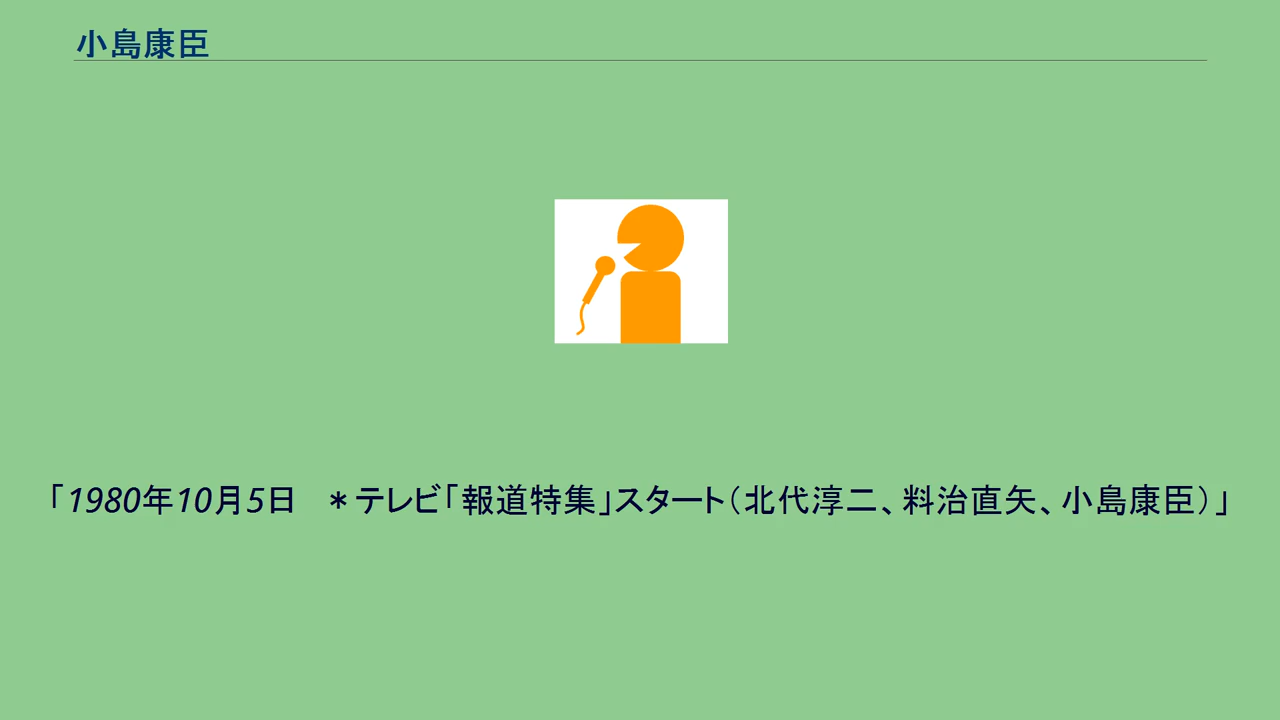 小島康臣
「1980年10月5日　＊テレビ「報道特集」スタート（北代淳二、料治直矢、小島康臣）」